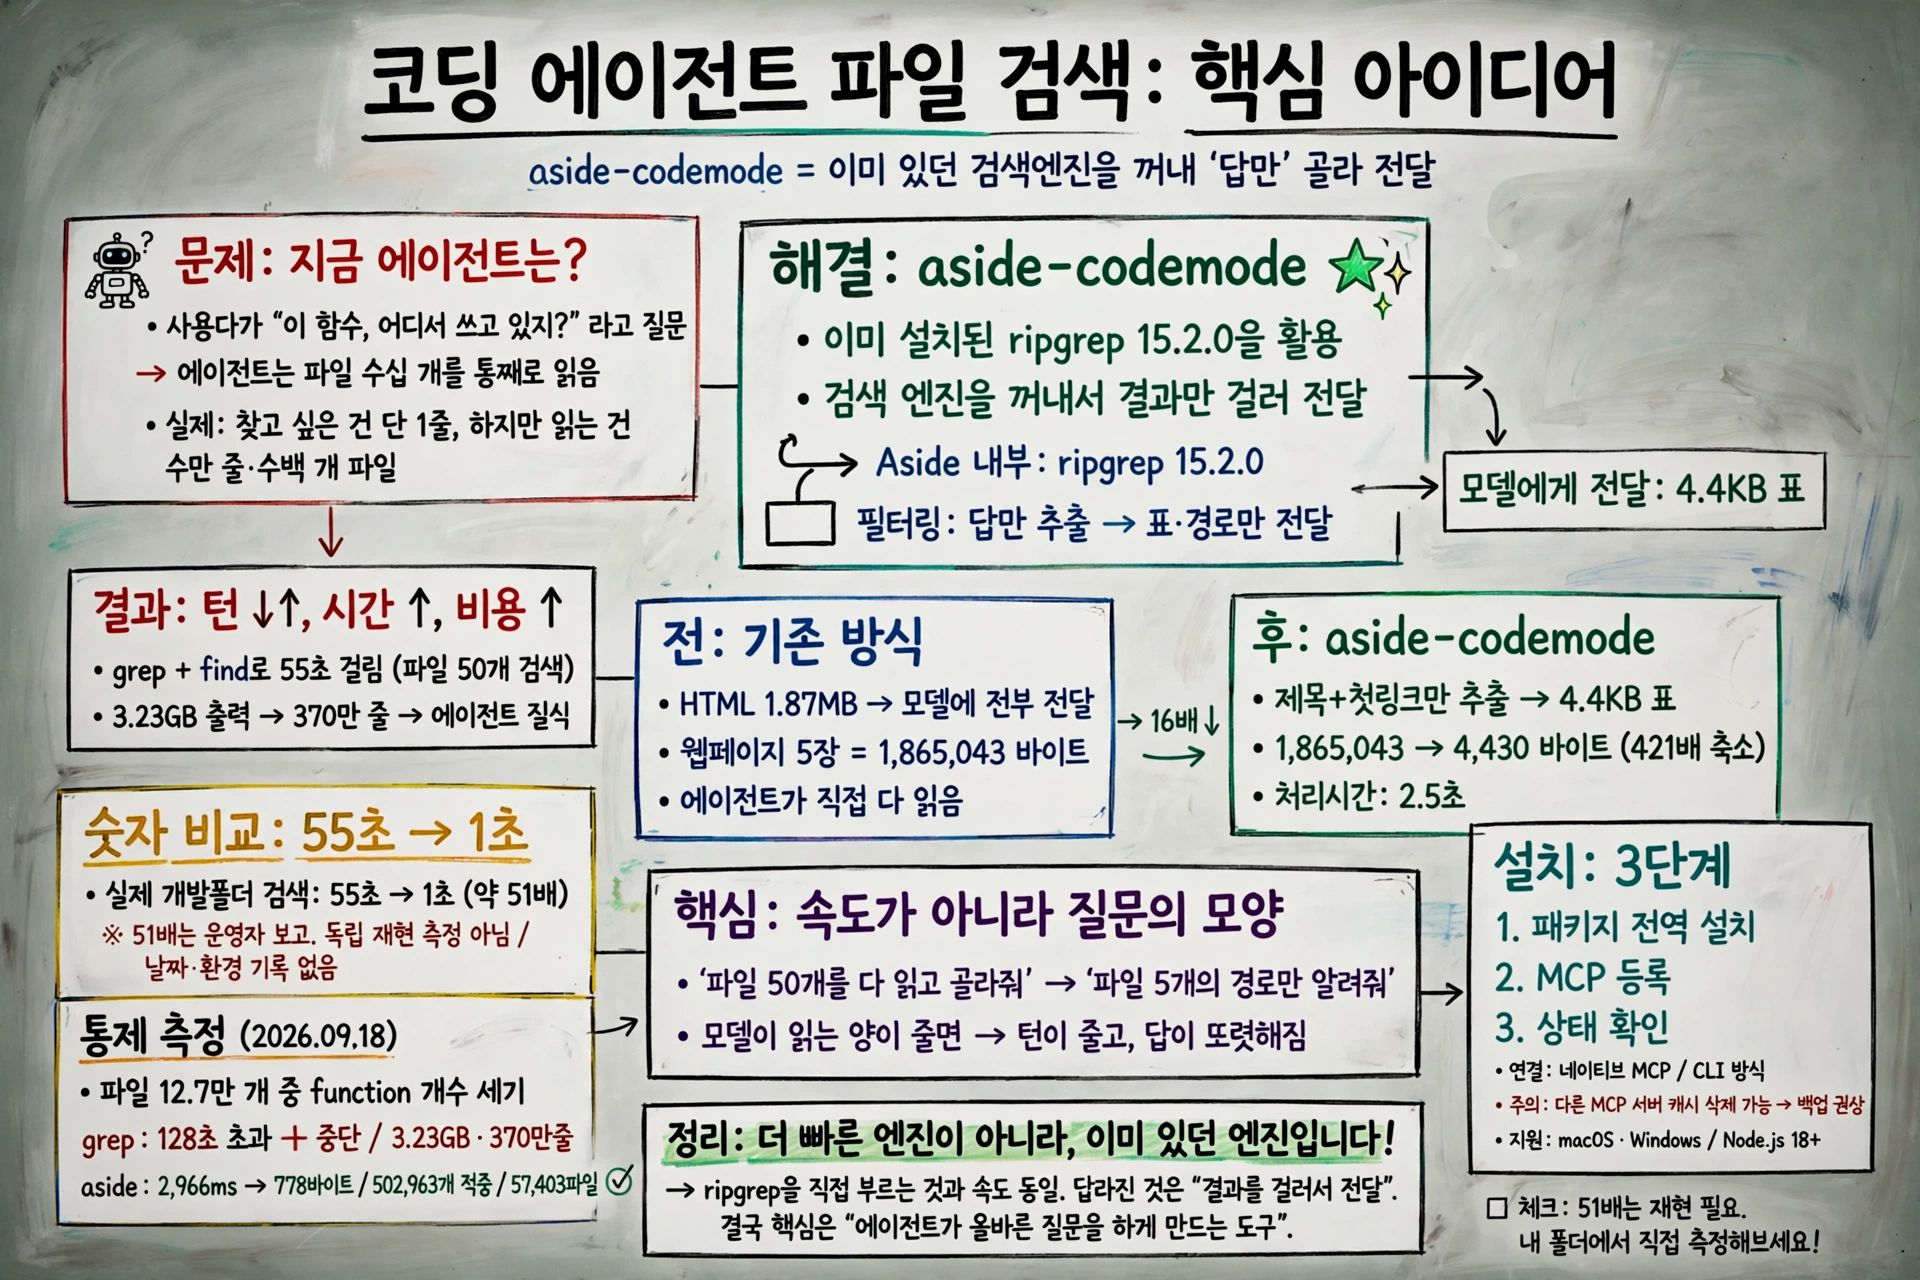 코딩 에이전트 파일 검색: 핵심 아이디어
aside-codemode = 이미 있던 검색엔진을 꺼내 ‘답만’ 골라 전달
?
문제: 지금 에이전트는?
• 사용다가 “이 함수, 어디서 쓰고 있지?” 라고 질문
→ 에이전트는 파일 수십 개를 통째로 읽음
• 실제: 찾고 싶은 건 단 1줄, 하지만 읽는 건
수만 줄·수백 개 파일
해결: aside-codemode
• 이미 설치된 ripgrep 15.2.0을 활용
• 검색 엔진을 꺼내서 결과만 걸러 전달
Aside 내부: ripgrep 15.2.0
필터링: 답만 추출 → 표·경로만 전달
모델에게 전달: 4.4KB 표
결과: 턴 ↓↑, 시간 ↑, 비용 ↑
• grep + find로 55초 걸림 (파일 50개 검색)
• 3.23GB 출력 → 370만 줄 → 에이전트 질식
전: 기존 방식
• HTML 1.87MB → 모델에 전부 전달
• 웹페이지 5장 = 1,865,043 바이트
• 에이전트가 직접 다 읽음
→ 16배 ↓
후: aside-codemode
• 제목+첫링크만 추출 → 4.4KB 표
• 1,865,043 → 4,430 바이트 (421배 축소)
• 처리시간: 2.5초
숫자 비교: 55초 → 1초
• 실제 개발폴더 검색: 55초 → 1초 (약 51배)
※ 51배는 운영자 보고. 독립 재현 측정 아님 /
날짜·환경 기록 없음
통제 측정 (2026.09.18)
• 파일 12.7만 개 중 function 개수 세기
grep : 128초 초과 + 중단 / 3.23GB · 370만줄
aside : 2,966ms → 778바이트 / 502,963개 적중 / 57,403파일
핵심: 속도가 아니라 질문의 모양
• ‘파일 50개를 다 읽고 골라줘’ → ‘파일 5개의 경로만 알려줘’
• 모델이 읽는 양이 줄면 → 턴이 줄고, 답이 또렷해짐
정리: 더 빠른 엔진이 아니라, 이미 있던 엔진입니다!
→ ripgrep을 직접 부르는 것과 속도 동일. 답라진 것은 “결과를 걸러서 전달”.
결국 핵심은 “에이전트가 올바른 질문을 하게 만드는 도구”.
설치: 3단계
1. 패키지 전역 설치
2. MCP 등록
3. 상태 확인
• 연결: 네이티브 MCP / CLI 방식
• 주의: 다른 MCP 서버 캐시 삭제 가능 → 백업 권상
• 지원: macOS · Windows / Node.js 18+
□ 체크: 51배는 재현 필요.
내 폴더에서 직접 측정해브세요!